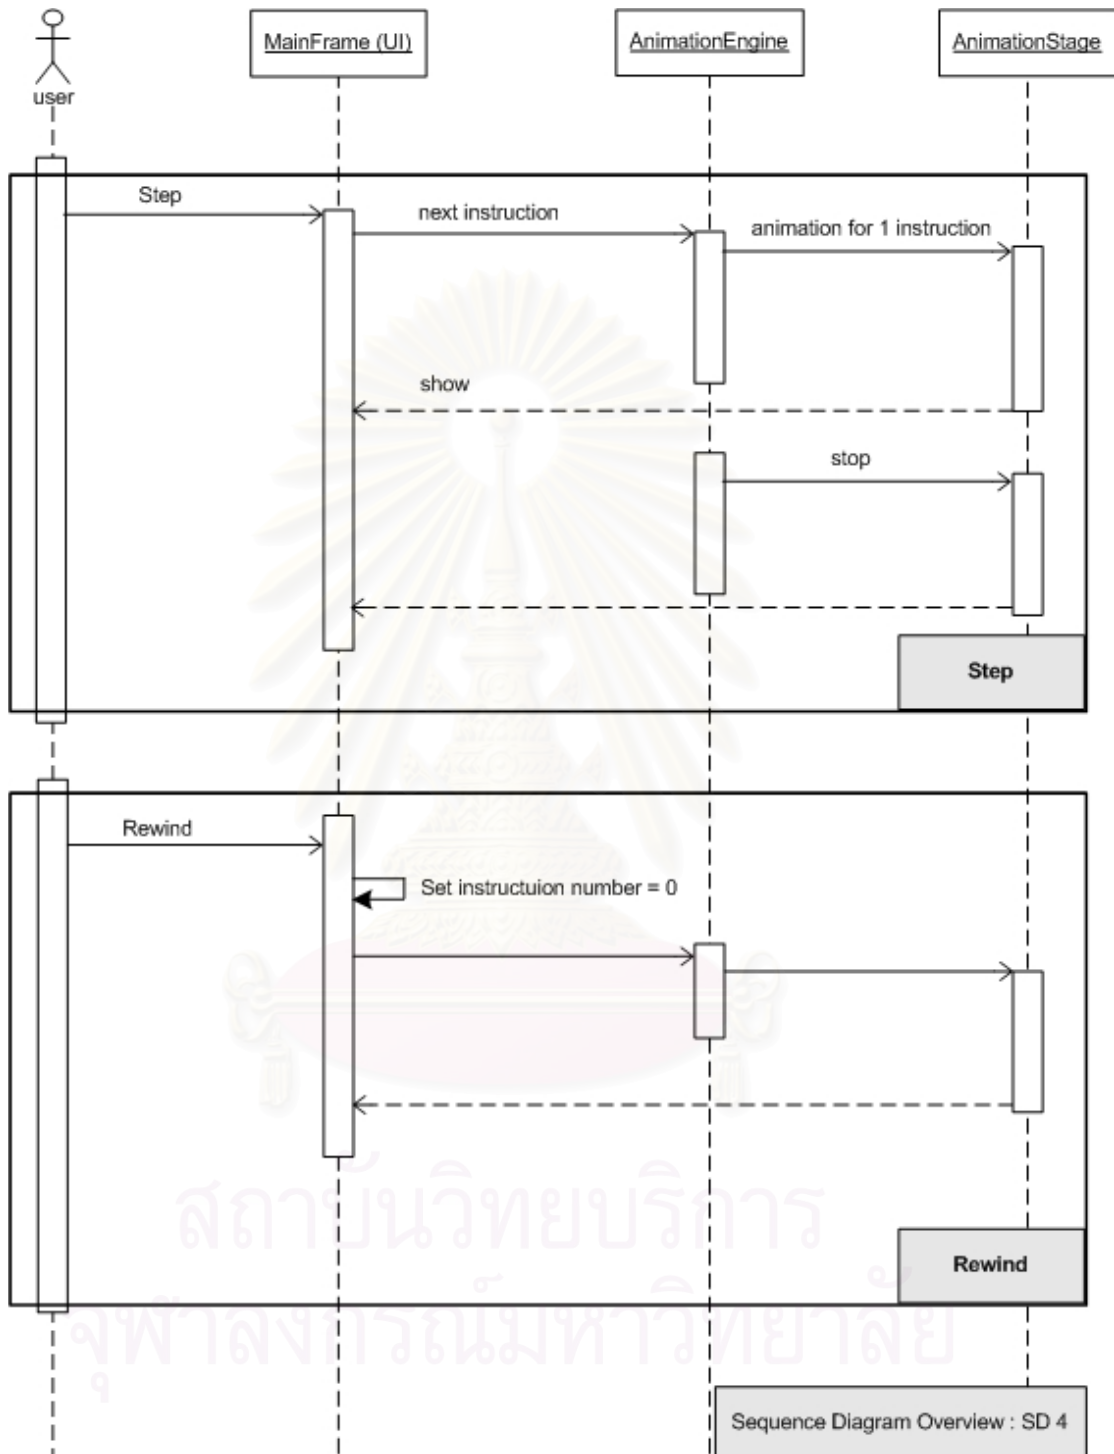 user
MainFrame (UI)
AnimationEngine
AnimationStage
Step
next instruction
animation for 1 instruction
show
stop
Step
Rewind
Set instructuion number = 0
สถาบันวิทยบริการ
Rewind
จุฬาลงกรณ์มหาวิทยาลัย
Sequence Diagram Overview : SD 4